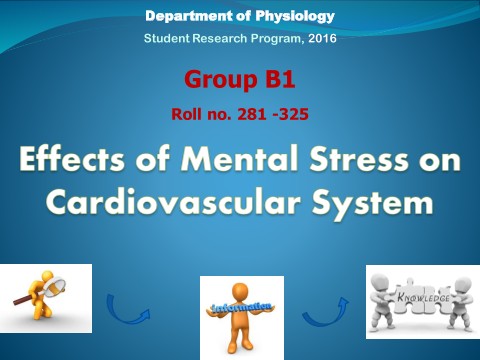 Department of Physiology
Student Research Program, 2016
Group B1
Roll no. 281 -325
Effects of Mental Stress on
Cardiovascular System
information
KNOWLEDGE